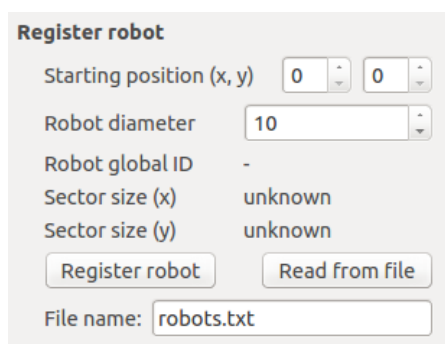 Register robot
Starting position (x, y) 0 0
Robot diameter 10
Robot global ID -
Sector size (x) unknown
Sector size (y) unknown
Register robot Read from file
File name: robots.txt